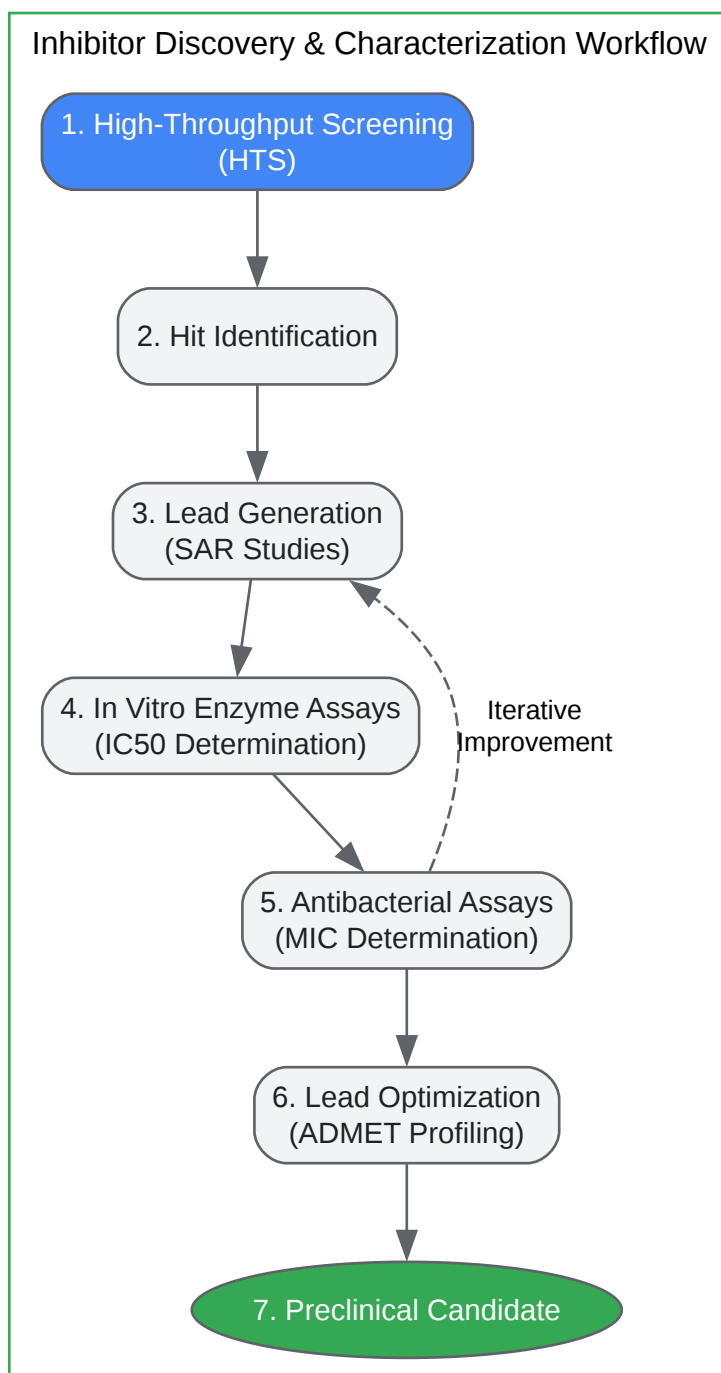 Inhibitor Discovery & Characterization Workflow
1. High-Throughput Screening
(HTS)
2. Hit Identification
3. Lead Generation
(SAR Studies)
4. In Vitro Enzyme Assays
(IC50 Determination)
Iterative
Improvement
5. Antibacterial Assays
(MIC Determination)
6. Lead Optimization
(ADMET Profiling)
7. Preclinical Candidate